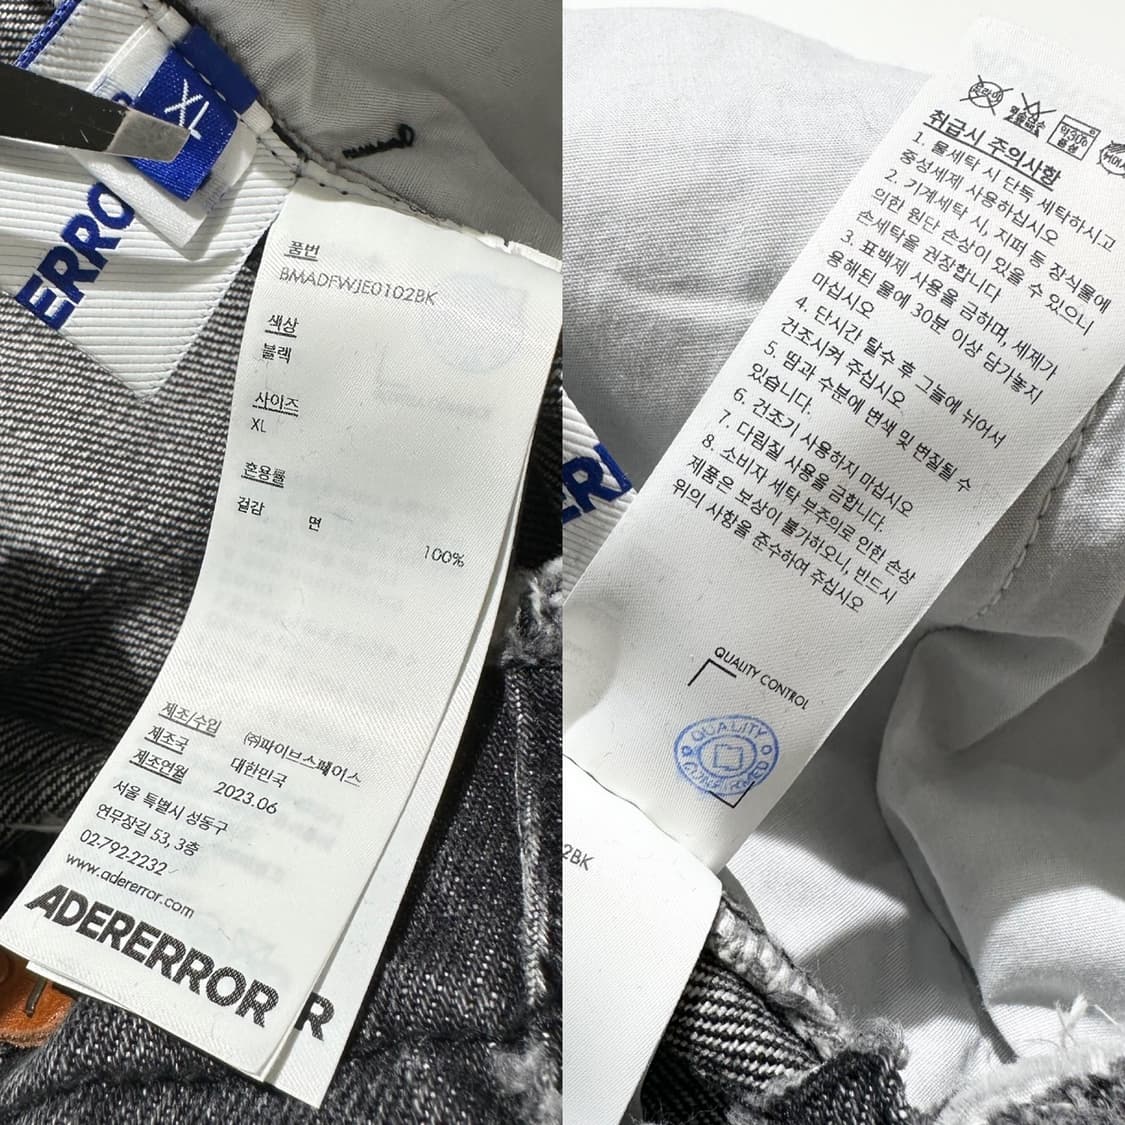 XL
ERRO
품번
BMADFWJE0102BK
색상
블랙
사이즈
XL
혼용률
겉감 면
100%
제조/수입 ㈜파이브스페이스
제조국 대한민국
제조연월 2023.06
서울 특별시 성동구
연무장길 53, 3층
02-792-2232
www.adererror.com
ADERERROR
R
취급시 주의사항
1. 물세탁 시 단독 세탁하시고
중성세제 사용하십시오
2. 기계세탁 시, 지퍼 등 장식물에
의한 원단 손상이 있을 수 있으니
손세탁을 권장합니다
3. 표백제 사용을 금하며, 세제가
용해된 물에 30분 이상 담가놓지
마십시오
4. 단시간 탈수 후 그늘에 뉘어서
건조시켜 주십시오
5. 땀과 수분에 변색 및 변질될 수
있습니다.
6. 건조기 사용하지 마십시오
7. 다림질 사용을 금합니다.
8. 소비자 세탁 부주의로 인한 손상
제품은 보상이 불가하오니, 반드시
위의 사항을 준수하여 주십시오
QUALITY CONTROL
QUALITY
ERR
2BK